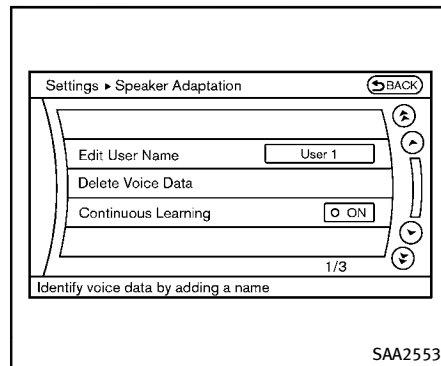 Settings ▸ Speaker Adaptation
BACK
Edit User Name
User 1
Delete Voice Data
Continuous Learning
ON
1/3
Identify voice data by adding a name
SAA2553